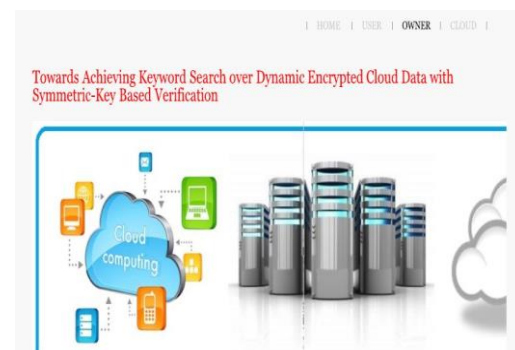 | HOME | USER | OWNER | CLOUD |
Towards Achieving Keyword Search over Dynamic Encrypted Cloud Data with
Symmetric-Key Based Verification
Cloud
computing